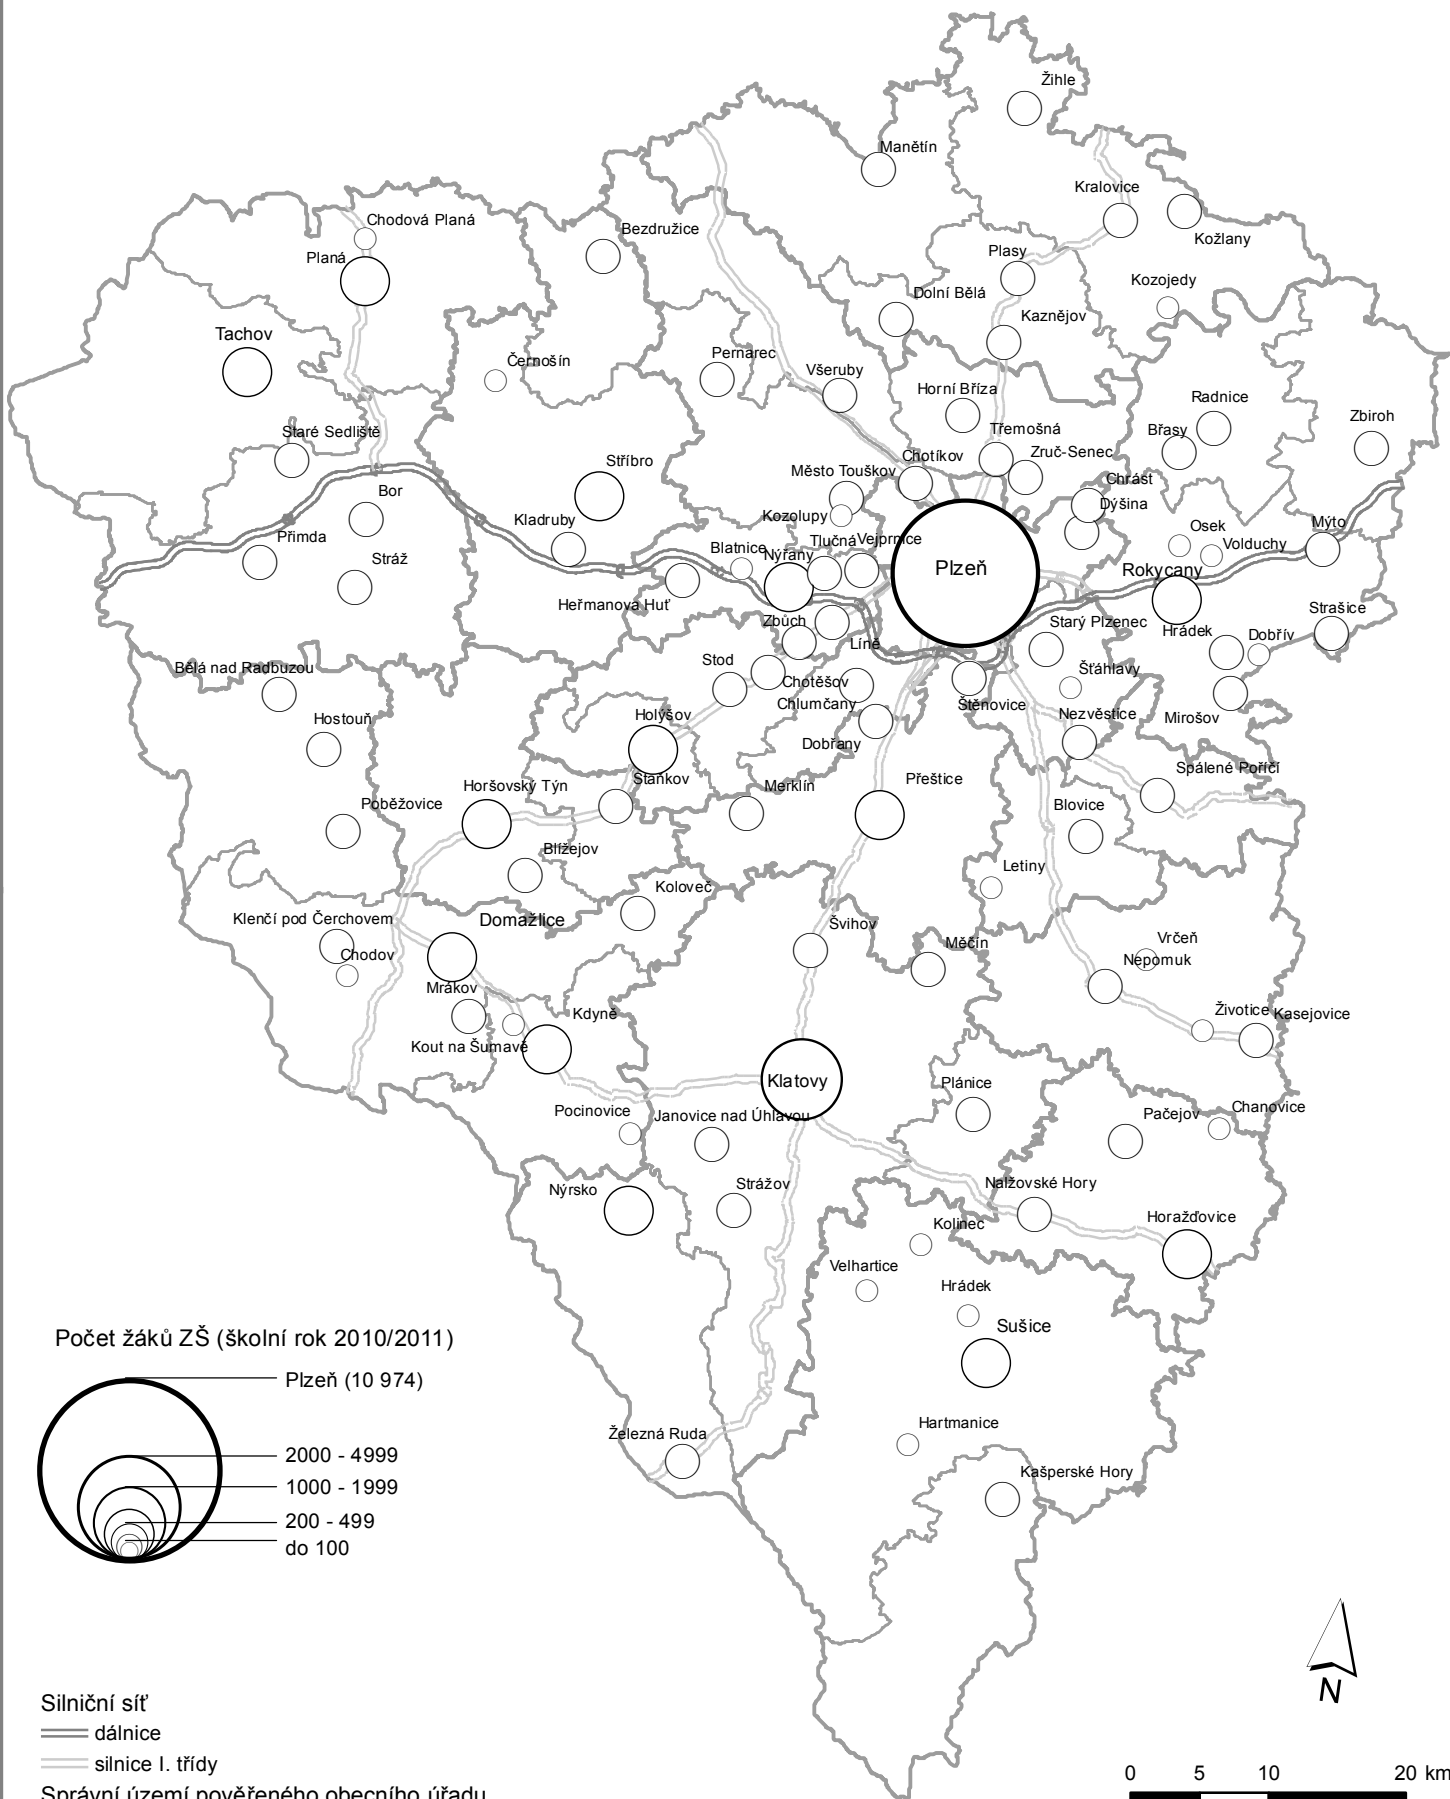 Žihle
Manětín
Kralovice
Chodová Planá
Bezdružice
Kožlany
Planá
Plasy
Kozojedy
Dolní Bělá
Kaznějov
Tachov
Pernarec
Černošín
Všeruby
Horní Bříza
Radnice
Zbiroh
Staré Sedliště
Třemošná
Břasy
Stříbro
Chotíkov
Zruč-Senec
Město Touškov
Chrást
Bor
Dýšina
Kozolupy
Kladruby
Osek
Mýto
Přimda
Tlučná
Vejprnice
Volduchy
Blatnice
Nýřany
Stráž
Plzeň
Rokycany
Heřmanova Huť
Strašice
Zbůch
Starý Plzenec
Hrádek
Dobřív
Líně
Bělá nad Radbuzou
Stod
Šťáhlavy
Chotěšov
Chlumčany
Štěnovice
Hostouň
Holýšov
Nezvěstice
Mirošov
Dobřany
Spálené Poříčí
Horšovský Týn
Staňkov
Merklín
Přeštice
Poběžovice
Blovice
Blížejov
Letiny
Koloveč
Klenčí pod Čerchovem
Domažlice
Švihov
Chodov
Měčín
Vrčeň
Nepomuk
Mrákov
Kdyně
Životice
Kasejovice
Kout na Šumavě
Klatovy
Plánice
Pocinovice
Janovice nad Úhlavou
Pačejov
Chanovice
Nýrsko
Strážov
Nalžovské Hory
Kolinec
Horažďovice
Velhartice
Hrádek
Sušice
Železná Ruda
Hartmanice
Kašperské Hory
Počet žáků ZŠ (školní rok 2010/2011)
Plzeň (10 974)
2000 - 4999
1000 - 1999
200 - 499
do 100
N
Silniční síť
dálnice
silnice I. třídy
Správní území pověřeného obecního úřadu
0 5 10 20 km